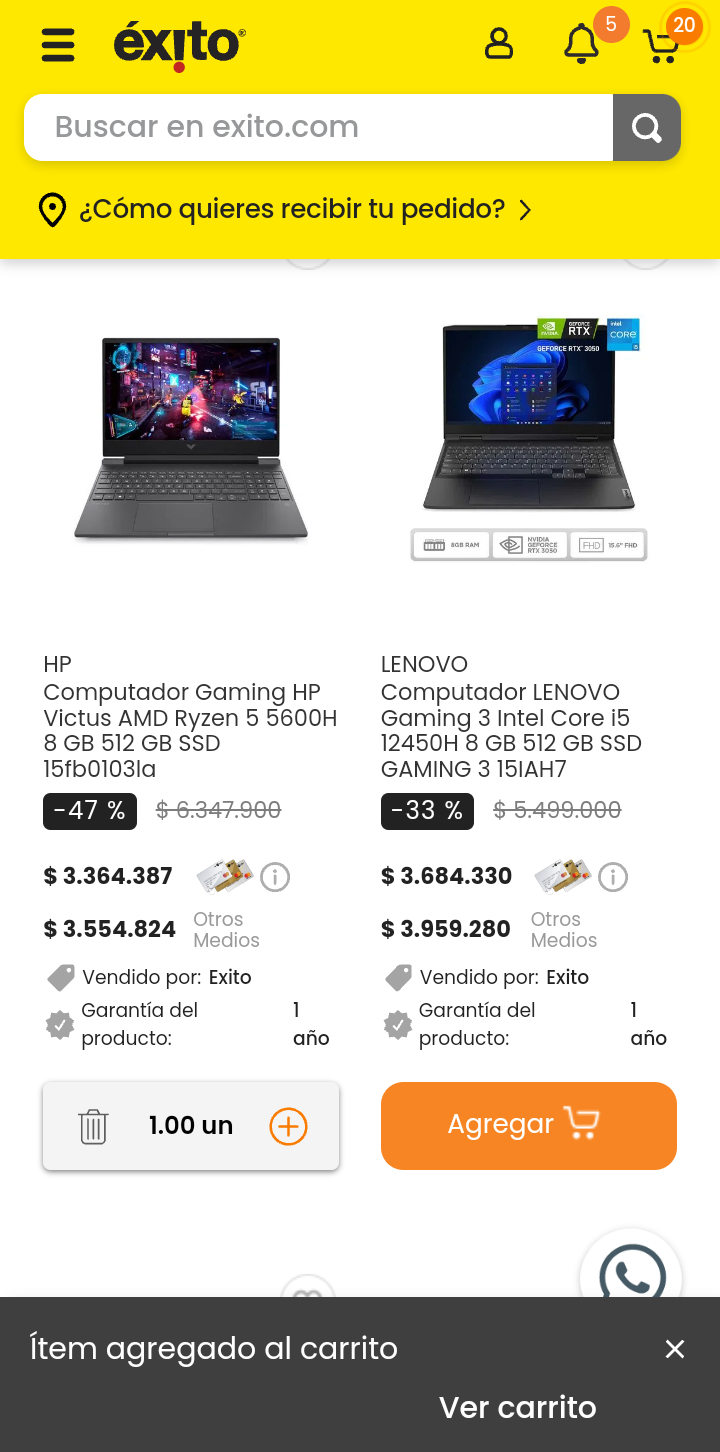 éxito®
5
20
Buscar en exito.com
¿Cómo quieres recibir tu pedido?
NVIDIA GEFORCE RTX
intel CORE i5
GEFORCE RTX™ 3050
8GB RAM
NVIDIA GEFORCE RTX 3050
FHD
15.6" FHD
HP
Computador Gaming HP
Victus AMD Ryzen 5 5600H
8 GB 512 GB SSD
15fb0103la
-47 %
$ 6.347.900
$ 3.364.387
$ 3.554.824
Otros
Medios
Vendido por: Exito
Garantía del
producto:
1
año
1.00 un
LENOVO
Computador LENOVO
Gaming 3 Intel Core i5
12450H 8 GB 512 GB SSD
GAMING 3 15IAH7
-33 %
$ 5.499.000
$ 3.684.330
$ 3.959.280
Otros
Medios
Vendido por: Exito
Garantía del
producto:
1
año
Agregar
Ítem agregado al carrito
Ver carrito